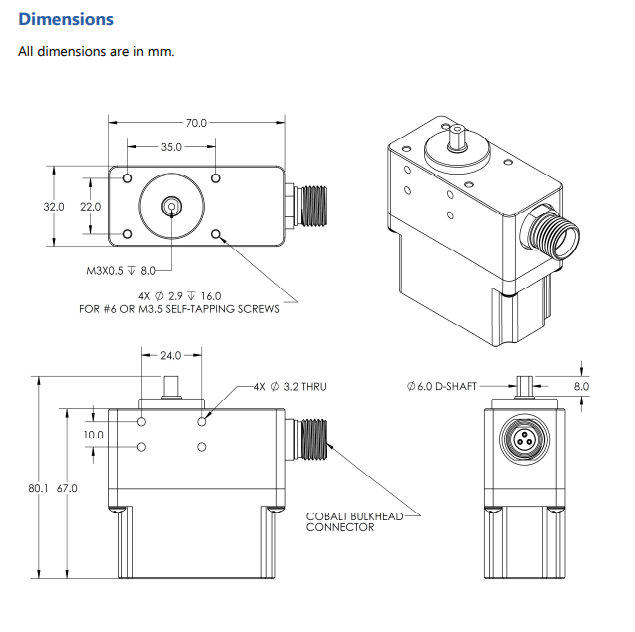 Dimensions
All dimensions are in mm.
70.0
35.0
32.0
22.0
M3X0.5 ↧ 8.0
4X ∅ 2.9 ↧ 16.0
FOR #6 OR M3.5 SELF-TAPPING SCREWS
24.0
4X ∅ 3.2 THRU
∅ 6.0 D-SHAFT
8.0
10.0
80.1
67.0
COBALT BULKHEAD
CONNECTOR